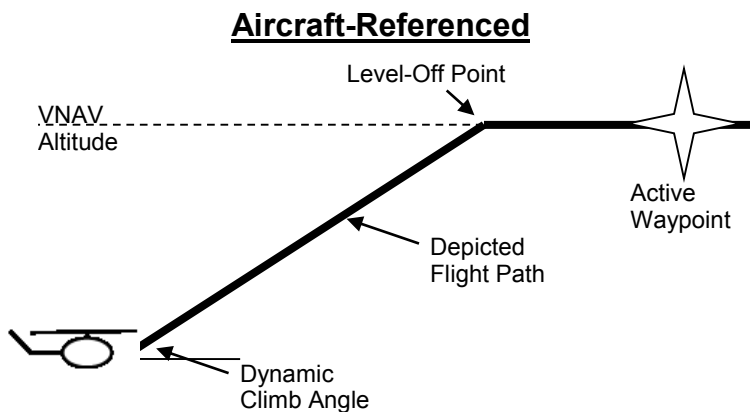 Aircraft-Referenced
Level-Off Point
VNAV
Altitude
Active
Waypoint
Depicted
Flight Path
Dynamic
Climb Angle